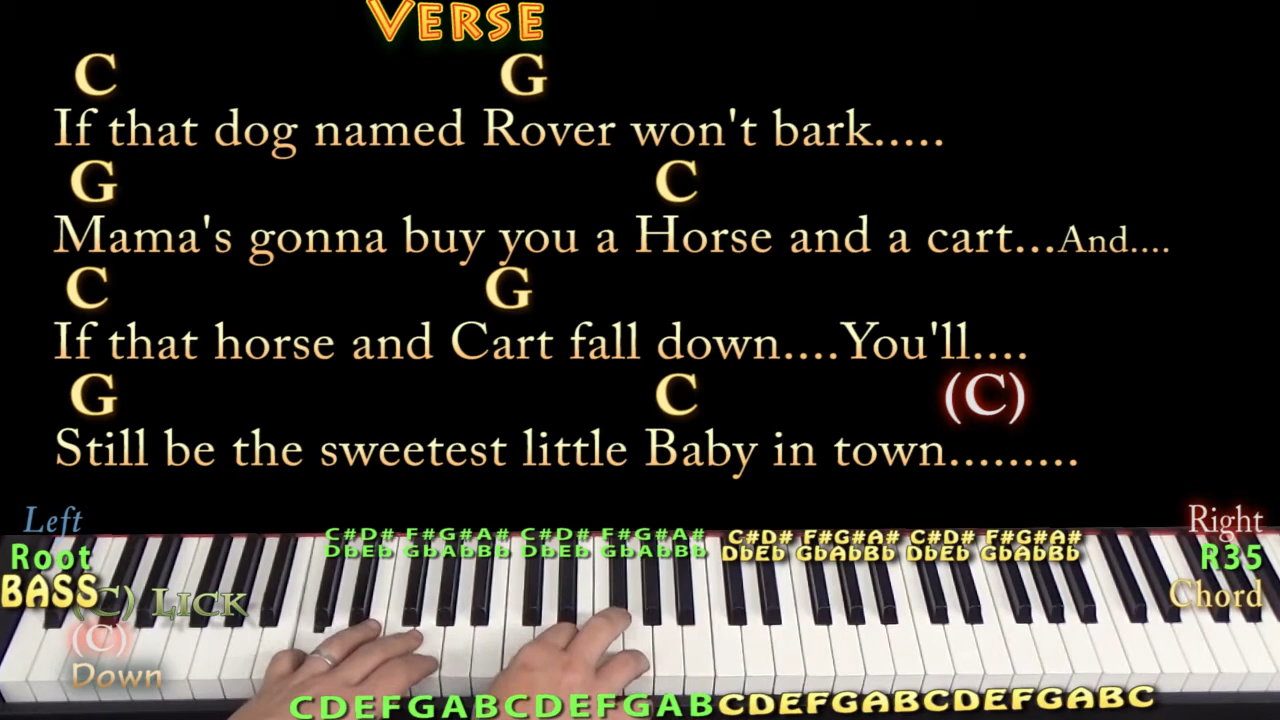 VERSE
C G
If that dog named Rover won't bark.....
G C
Mama's gonna buy you a Horse and a cart...And....
C G
If that horse and Cart fall down....You'll....
G C (C)
Still be the sweetest little Baby in town.........
Left Right
C#D# F#G#A# C#D# F#G#A# C#D# F#G#A# C#D# F#G#A#
DbEb GbAbBb DbEb GbAbBb DbEb GbAbBb DbEb GbAbBb
Root R35
BASS Chord
(C) LICK
(C)
Down
CDEFGABCDEFGABCDEFGABCDEFGABC